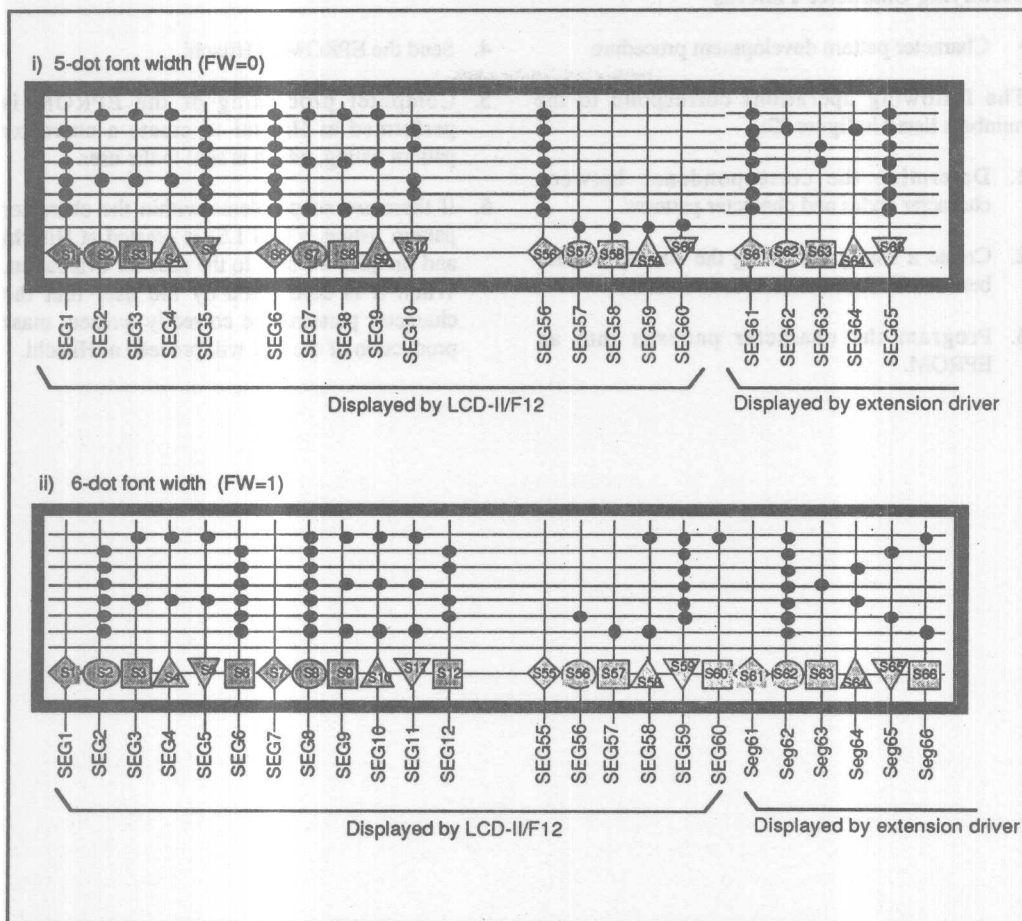 i) 5-dot font width (FW=0)
S1 S2 S3 S4 S5 S6 S7 S8 S9 S10 S56 S57 S58 S59 S60 S61 S62 S63 S64 S65
SEG1 SEG2 SEG3 SEG4 SEG5 SEG6 SEG7 SEG8 SEG9 SEG10 SEG56 SEG57 SEG58 SEG59 SEG60 SEG61 SEG62 SEG63 SEG64 SEG65
Displayed by LCD-II/F12 Displayed by extension driver
ii) 6-dot font width (FW=1)
S2 S3 S4 S6 S7 S8 S9 S10 S12 S55 S56 S57 S58 S59 S60 S61 S62 S63 S64 S65 S66
SEG1 SEG2 SEG3 SEG4 SEG5 SEG6 SEG7 SEG8 SEG9 SEG10 SEG11 SEG12 SEG55 SEG56 SEG57 SEG58 SEG59 SEG60 Seg61 Seg62 Seg63 Seg64 Seg65 Seg66
Displayed by LCD-II/F12 Displayed by extension driver